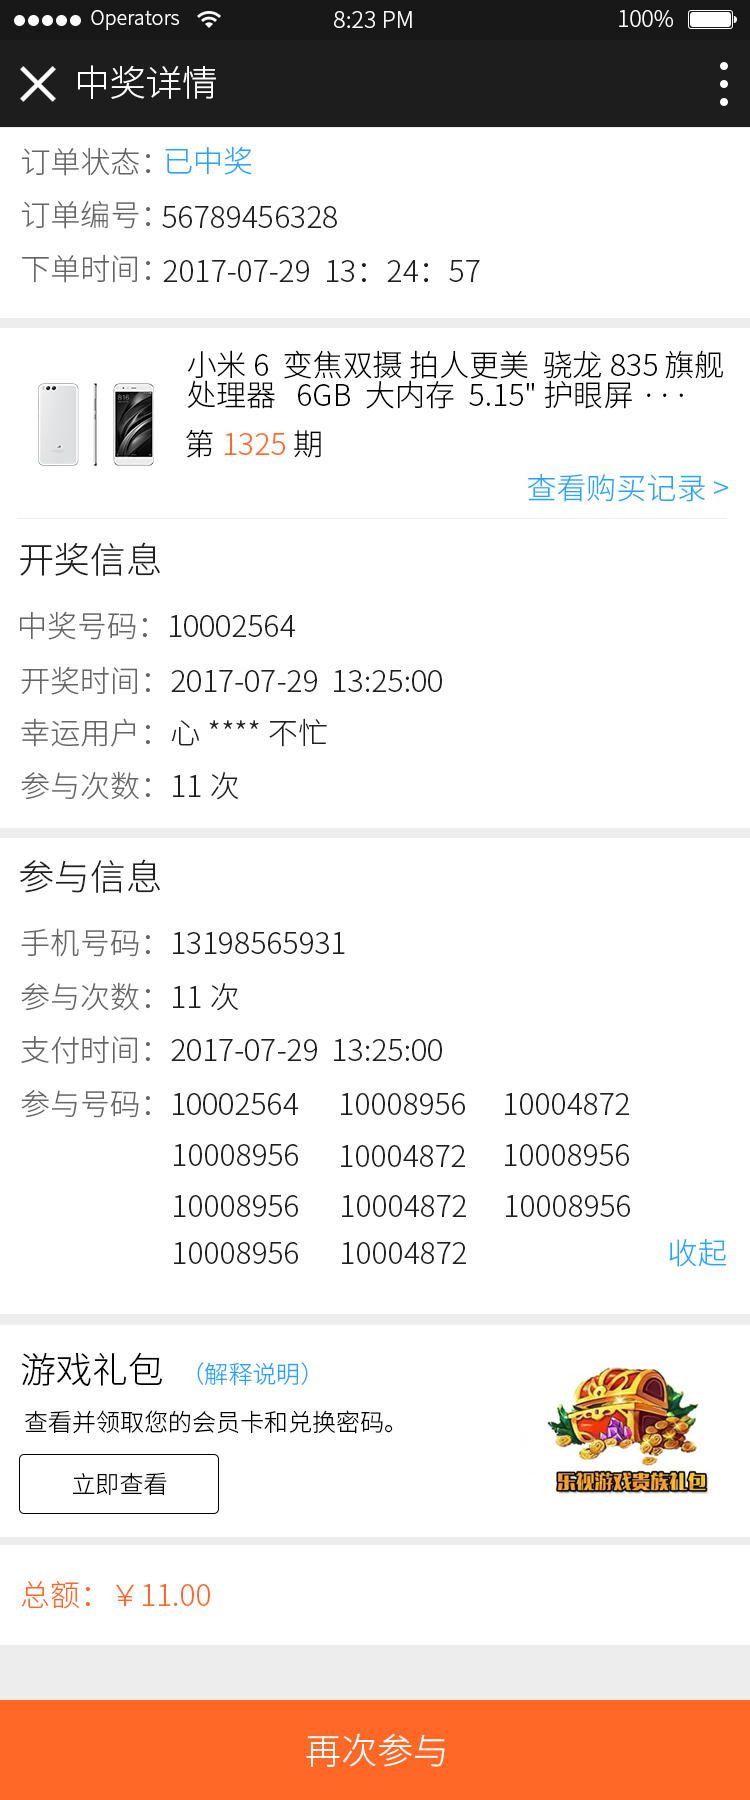 Operators 8:23 PM 100%
中奖详情
订单状态：已中奖
订单编号：56789456328
下单时间：2017-07-29 13：24：57
小米 6 变焦双摄 拍人更美 骁龙 835 旗舰
处理器 6GB 大内存 5.15" 护眼屏 ···
第 1325 期
查看购买记录 >
开奖信息
中奖号码：10002564
开奖时间：2017-07-29 13:25:00
幸运用户：心 **** 不忙
参与次数：11 次
参与信息
手机号码：13198565931
参与次数：11 次
支付时间：2017-07-29 13:25:00
参与号码：10002564 10008956 10004872
10008956 10004872 10008956
10008956 10004872 10008956
10008956 10004872 收起
游戏礼包 （解释说明）
查看并领取您的会员卡和兑换密码。
立即查看
乐视游戏贵族礼包
总额：￥11.00
再次参与